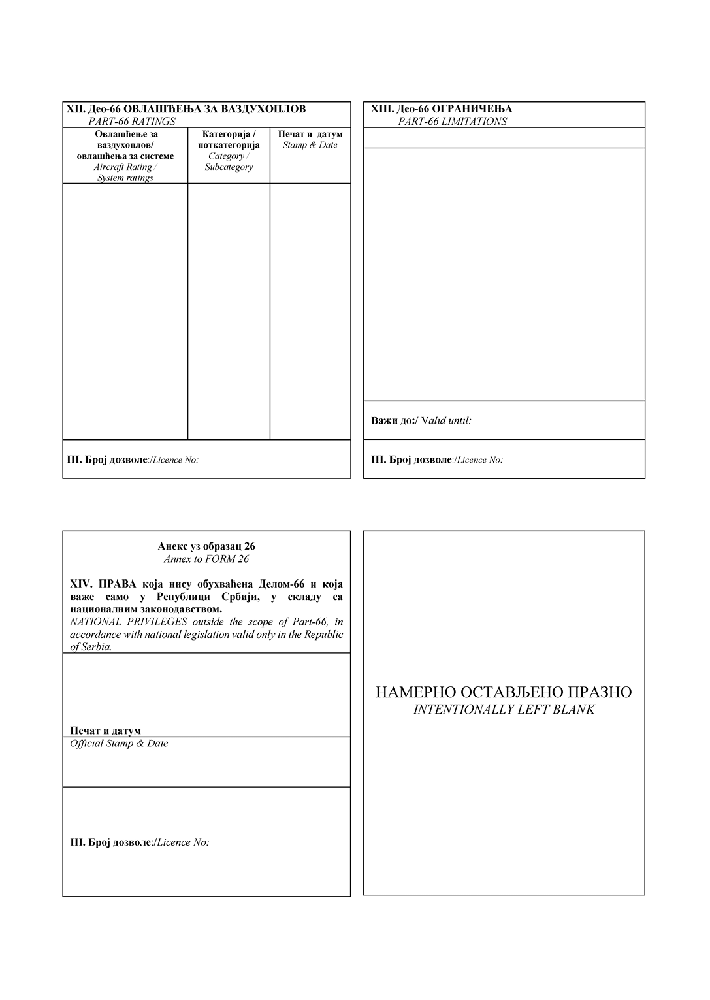 XII. Део-66 ОВЛАШЋЕЊА ЗА ВАЗДУХОПЛОВ
PART-66 RATINGS
Овлашћење за
ваздухоплов/
овлашћења за системе
Aircraft Rating /
System ratings
Категорија /
поткатегорија
Category /
Subcategory
Печат и датум
Stamp & Date
III. Број дозволе:/Licence No:
XIII. Део-66 ОГРАНИЧЕЊА
PART-66 LIMITATIONS
Важи до:/ Valid until:
III. Број дозволе:/Licence No:
Анекс уз образац 26
Annex to FORM 26
XIV. ПРАВА која нису обухваћена Делом-66 и која
важе само у Републици Србији, у складу са
националним законодавством.
NATIONAL PRIVILEGES outside the scope of Part-66, in
accordance with national legislation valid only in the Republic
of Serbia.
Печат и датум
Official Stamp & Date
III. Број дозволе:/Licence No:
НАМЕРНО ОСТАВЉЕНО ПРАЗНО
INTENTIONALLY LEFT BLANK